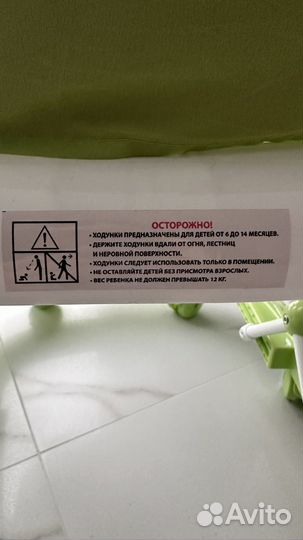 ОСТОРОЖНО!
• ХОДУНКИ ПРЕДНАЗНАЧЕНЫ ДЛЯ ДЕТЕЙ ОТ 6 ДО 14 МЕСЯЦЕВ.
• ДЕРЖИТЕ ХОДУНКИ ВДАЛИ ОТ ОГНЯ, ЛЕСТНИЦ
И НЕРОВНОЙ ПОВЕРХНОСТИ.
• ХОДУНКИ СЛЕДУЕТ ИСПОЛЬЗОВАТЬ ТОЛЬКО В ПОМЕЩЕНИИ.
• НЕ ОСТАВЛЯЙТЕ ДЕТЕЙ БЕЗ ПРИСМОТРА ВЗРОСЛЫХ.
• ВЕС РЕБЕНКА НЕ ДОЛЖЕН ПРЕВЫШАТЬ 12 КГ.
Avito